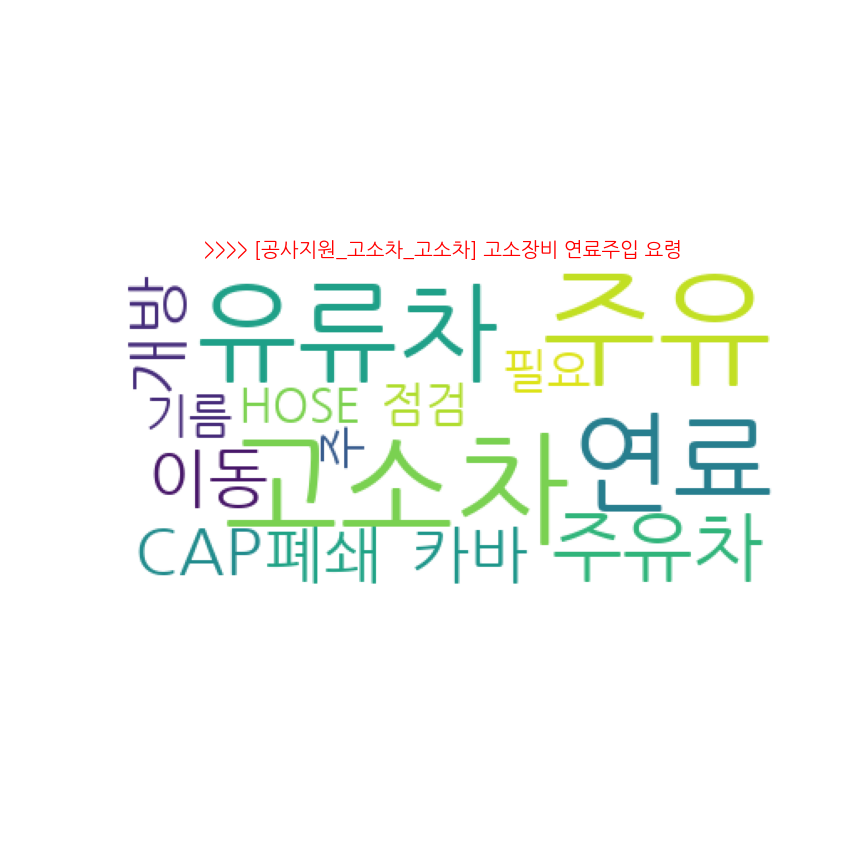 >>>> [공사지원_고소차_고소차] 고소장비 연료주입 요령
개방
유류차
주유
필요
기름
HOSE
점검
주
고소차
연료
이동
CAP
폐쇄
카바
주유차